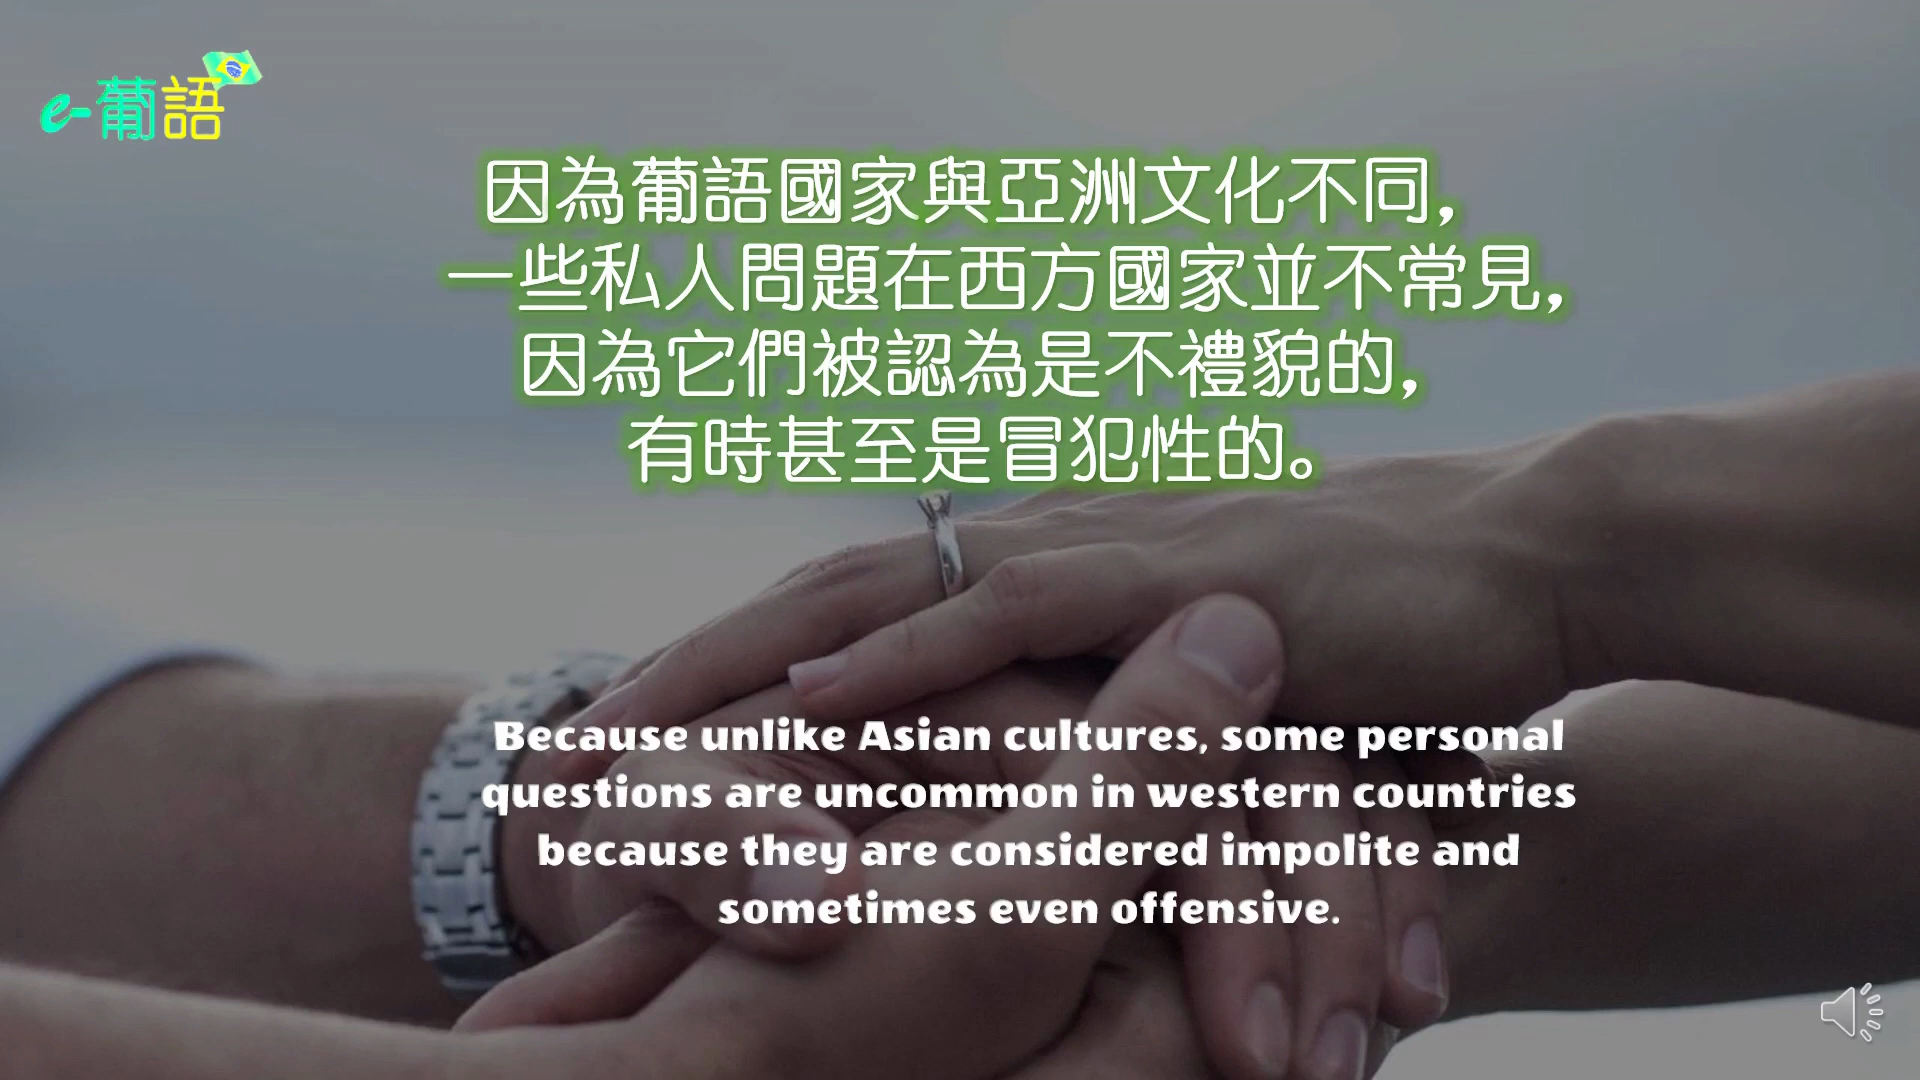 e-葡語
因為葡語國家與亞洲文化不同,
一些私人問題在西方國家並不常見,
因為它們被認為是不禮貌的,
有時甚至是冒犯性的。
Because unlike Asian cultures, some personal
questions are uncommon in western countries
because they are considered impolite and
sometimes even offensive.